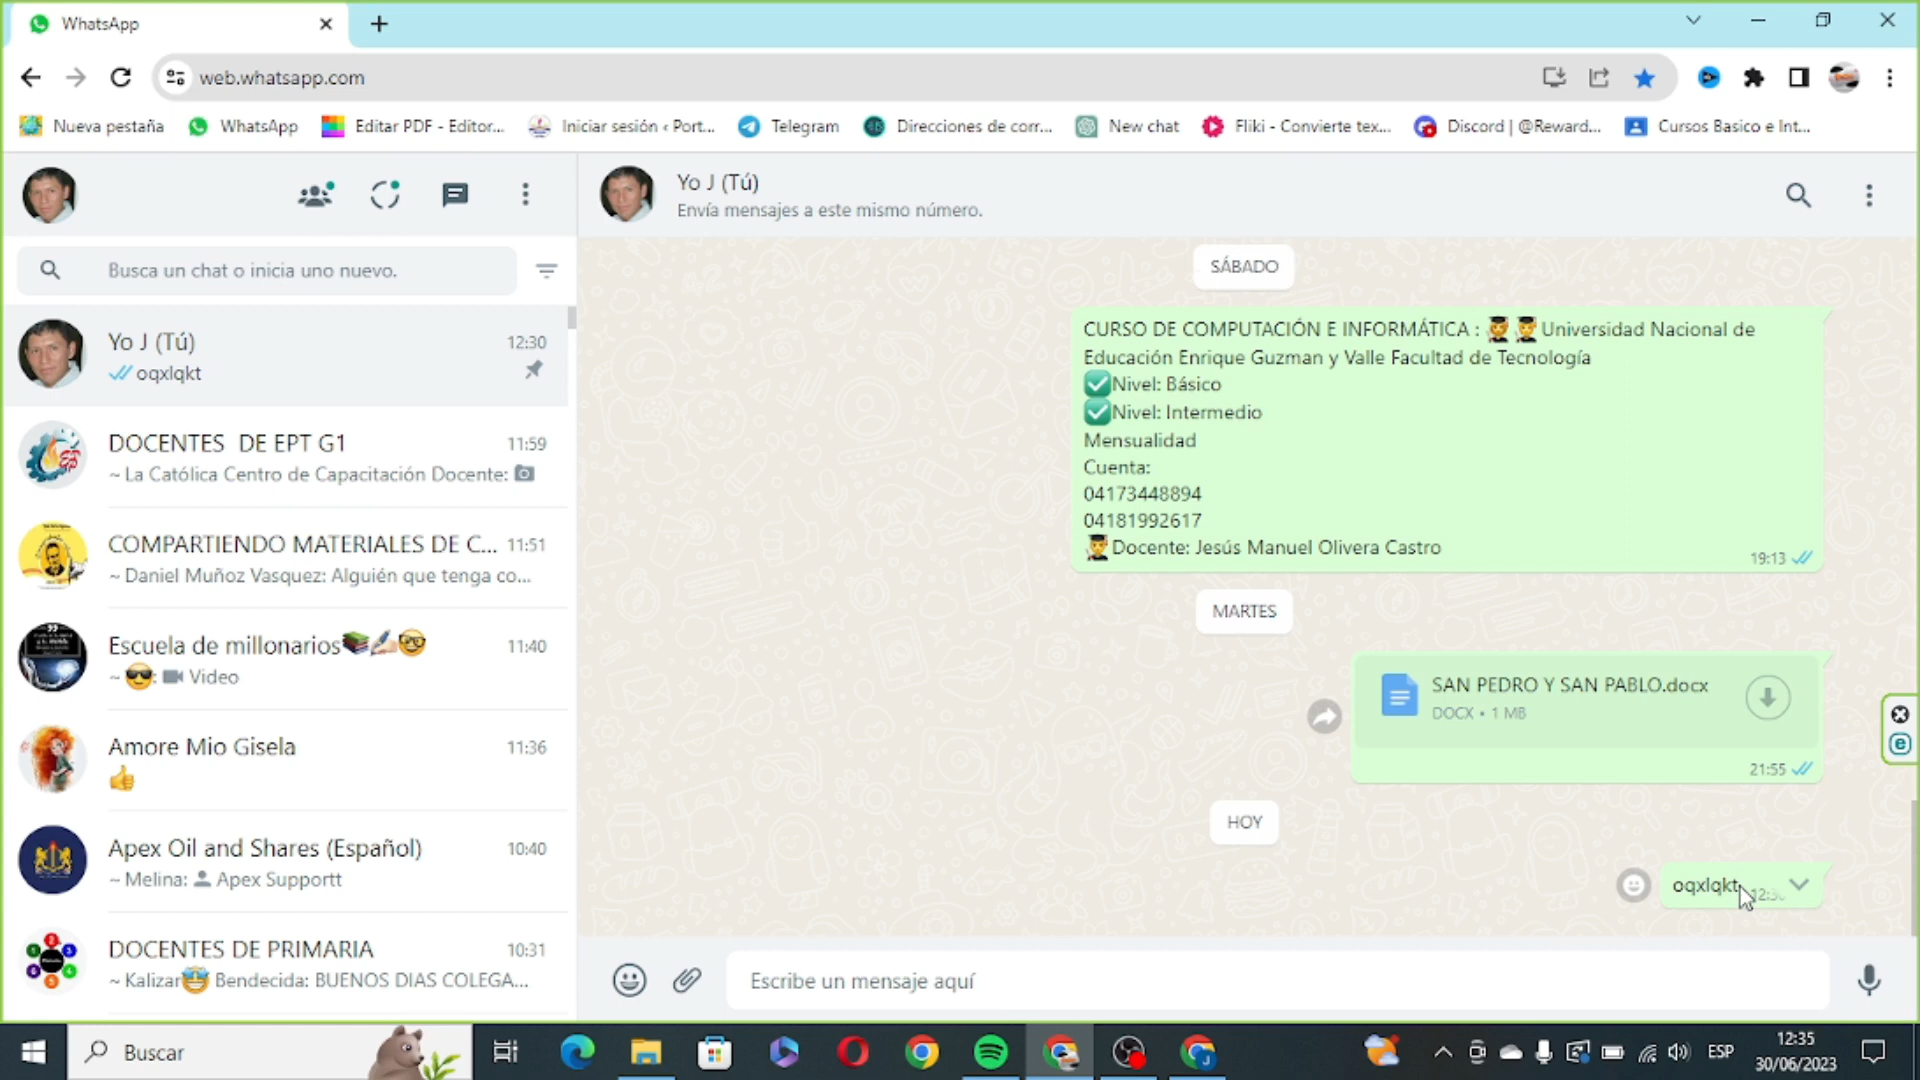 WhatsApp
web.whatsapp.com
Nueva pestaña
WhatsApp
Editar PDF - Editor...
Iniciar sesión ‹ Port...
Telegram
Direcciones de corr...
New chat
Fliki - Convierte tex...
Discord | @Reward...
Cursos Basico e Int...
Busca un chat o inicia uno nuevo.
Yo J (Tú)
12:30
oqxlqkt
DOCENTES DE EPT G1
11:59
~ La Católica Centro de Capacitación Docente:
COMPARTIENDO MATERIALES DE C...
11:51
~ Daniel Muñoz Vasquez: Alguién que tenga co...
Escuela de millonarios📚✍🏻🤓
11:40
~ 😎: Video
Amore Mio Gisela
11:36
👍
Apex Oil and Shares (Español)
10:40
~ Melina: Apex Supportt
DOCENTES DE PRIMARIA
10:31
~ Kalizar🤩 Bendecida: BUENOS DIAS COLEGA...
Yo J (Tú)
Envía mensajes a este mismo número.
SÁBADO
CURSO DE COMPUTACIÓN E INFORMÁTICA : 👩‍🎓👨‍🎓Universidad Nacional de
Educación Enrique Guzman y Valle Facultad de Tecnología
✅Nivel: Básico
✅Nivel: Intermedio
Mensualidad
Cuenta:
04173448894
04181992617
👨‍🎓Docente: Jesús Manuel Olivera Castro
19:13
MARTES
SAN PEDRO Y SAN PABLO.docx
DOCX • 1 MB
21:55
HOY
oqxlqkt
Escribe un mensaje aquí
Buscar
ESP
12:35
30/06/2023